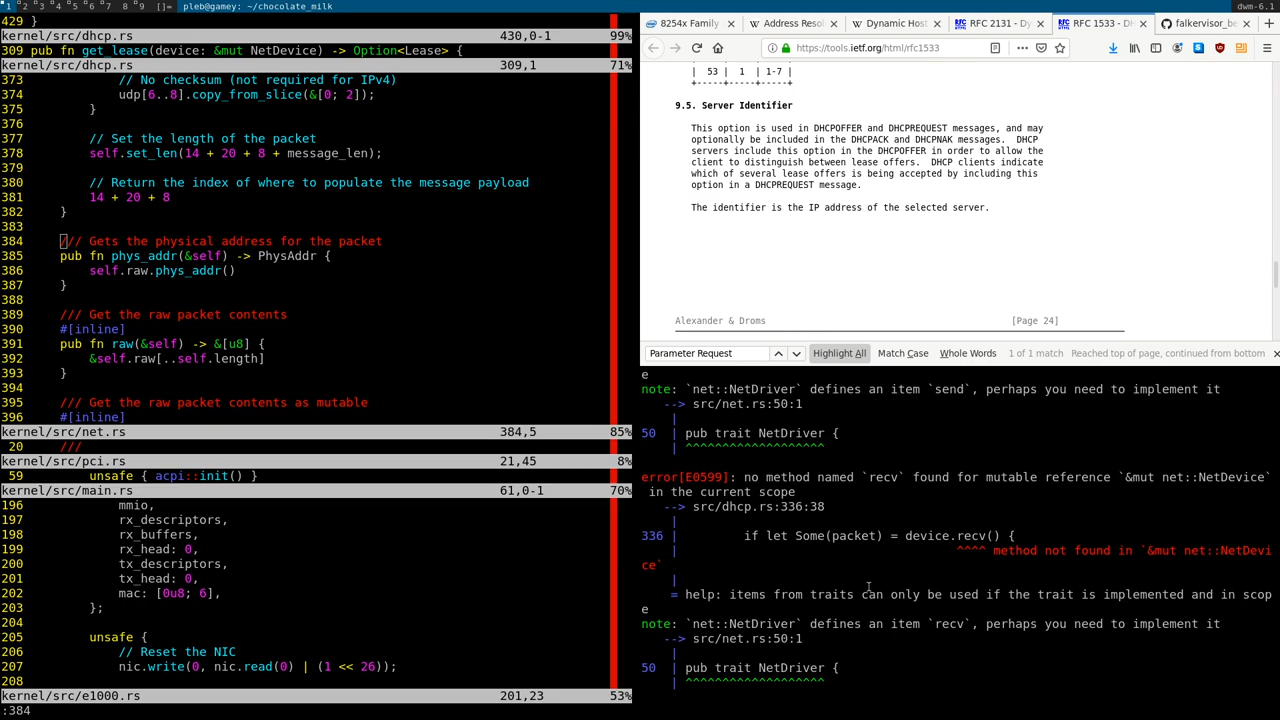 1 2 3 4 5 6 7 8 9 []= pleb@gamey: ~/chocolate_milk dwm-6.1
429 }
kernel/src/dhcp.rs 430,0-1 99%
309 pub fn get_lease(device: &mut NetDevice) -> Option<Lease> {
kernel/src/dhcp.rs 309,1 71%
373 // No checksum (not required for IPv4)
374 udp[6..8].copy_from_slice(&[0; 2]);
375 }
376
377 // Set the length of the packet
378 self.set_len(14 + 20 + 8 + message_len);
379
380 // Return the index of where to populate the message payload
381 14 + 20 + 8
382 }
383
384 /// Gets the physical address for the packet
385 pub fn phys_addr(&self) -> PhysAddr {
386 self.raw.phys_addr()
387 }
388
389 /// Get the raw packet contents
390 #[inline]
391 pub fn raw(&self) -> &[u8] {
392 &self.raw[..self.length]
393 }
394
395 /// Get the raw packet contents as mutable
396 #[inline]
kernel/src/net.rs 384,5 85%
20 ///
kernel/src/pci.rs 21,45 8%
59 unsafe { acpi::init() }
kernel/src/main.rs 61,0-1 70%
196 mmio,
197 rx_descriptors,
198 rx_buffers,
199 rx_head: 0,
200 tx_descriptors,
201 tx_head: 0,
202 mac: [0u8; 6],
203 };
204
205 unsafe {
206 // Reset the NIC
207 nic.write(0, nic.read(0) | (1 << 26));
208
kernel/src/e1000.rs 201,23 53%
:384
8254x Family Address Reso Dynamic Host RFC 2131 - Dy RFC 1533 - DH falkervisor_be
https://tools.ietf.org/html/rfc1533
| 53 | 1 | 1-7 |
+-----+-----+-----+
9.5. Server Identifier
This option is used in DHCPOFFER and DHCPREQUEST messages, and may
optionally be included in the DHCPACK and DHCPNAK messages. DHCP
servers include this option in the DHCPOFFER in order to allow the
client to distinguish between lease offers. DHCP clients indicate
which of several lease offers is being accepted by including this
option in a DHCPREQUEST message.
The identifier is the IP address of the selected server.
Alexander & Droms [Page 24]
Parameter Request Highlight All Match Case Whole Words 1 of 1 match Reached top of page, continued from bottom
e
note: `net::NetDriver` defines an item `send`, perhaps you need to implement it
--> src/net.rs:50:1
|
50 | pub trait NetDriver {
| ^^^^^^^^^^^^^^^^^^^
error[E0599]: no method named `recv` found for mutable reference `&mut net::NetDevice`
in the current scope
--> src/dhcp.rs:336:38
|
336 | if let Some(packet) = device.recv() {
| ^^^^ method not found in `&mut net::NetDevi
ce`
|
= help: items from traits can only be used if the trait is implemented and in scop
e
note: `net::NetDriver` defines an item `recv`, perhaps you need to implement it
--> src/net.rs:50:1
|
50 | pub trait NetDriver {
| ^^^^^^^^^^^^^^^^^^^